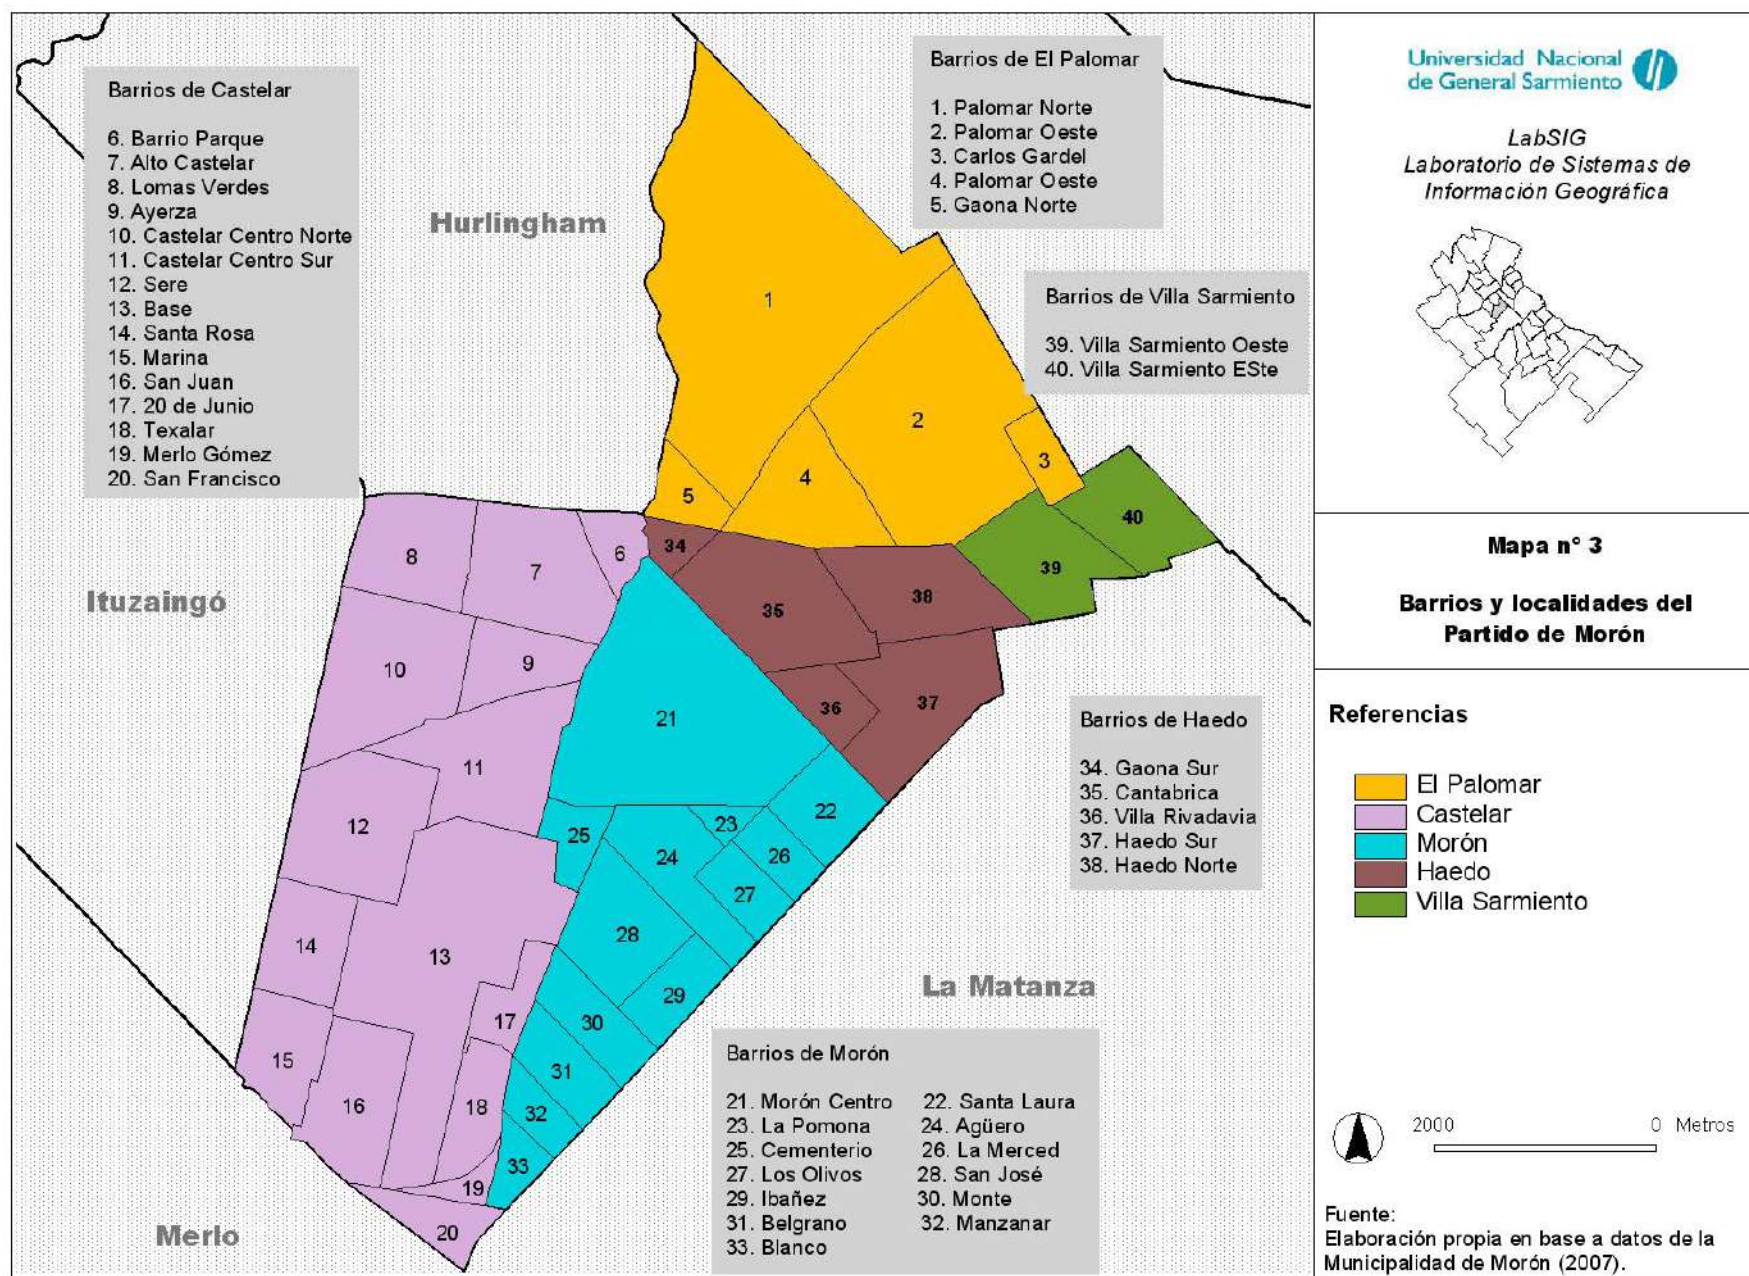 Barrios de Castelar
6. Barrio Parque
7. Alto Castelar
8. Lomas Verdes
9. Ayerza
10. Castelar Centro Norte
11. Castelar Centro Sur
12. Sere
13. Base
14. Santa Rosa
15. Marina
16. San Juan
17. 20 de Junio
18. Texalar
19. Merlo Gómez
20. San Francisco
Barrios de El Palomar
1. Palomar Norte
2. Palomar Oeste
3. Carlos Gardel
4. Palomar Oeste
5. Gaona Norte
Barrios de Villa Sarmiento
39. Villa Sarmiento Oeste
40. Villa Sarmiento ESte
Hurlingham
Ituzaingó
Merlo
La Matanza
1
2
3
4
5
6
7
8
9
10
11
12
13
14
15
16
17
18
19
20
21
22
23
24
25
26
27
28
29
30
31
32
33
34
35
36
37
38
39
40
Barrios de Haedo
34. Gaona Sur
35. Cantabrica
36. Villa Rivadavia
37. Haedo Sur
38. Haedo Norte
Barrios de Morón
21. Morón Centro 22. Santa Laura
23. La Pomona 24. Agüero
25. Cementerio 26. La Merced
27. Los Olivos 28. San José
29. Ibañez 30. Monte
31. Belgrano 32. Manzanar
33. Blanco
Universidad Nacional
de General Sarmiento
LabSIG
Laboratorio de Sistemas de
Información Geográfica
Mapa n° 3
Barrios y localidades del
Partido de Morón
Referencias
El Palomar
Castelar
Morón
Haedo
Villa Sarmiento
2000 0 Metros
Fuente:
Elaboración propia en base a datos de la
Municipalidad de Morón (2007).